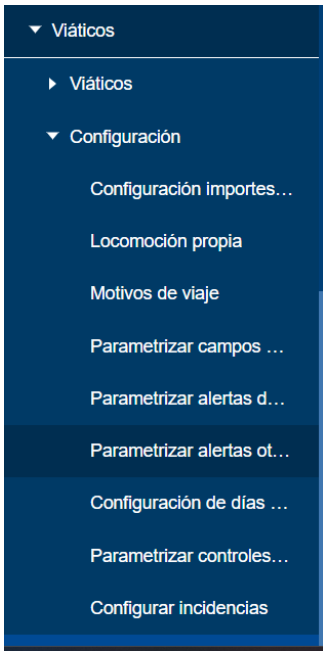 Viáticos
Viáticos
Configuración
Configuración importes...
Locomoción propia
Motivos de viaje
Parametrizar campos ...
Parametrizar alertas d...
Parametrizar alertas ot...
Configuración de días ...
Parametrizar controles...
Configurar incidencias